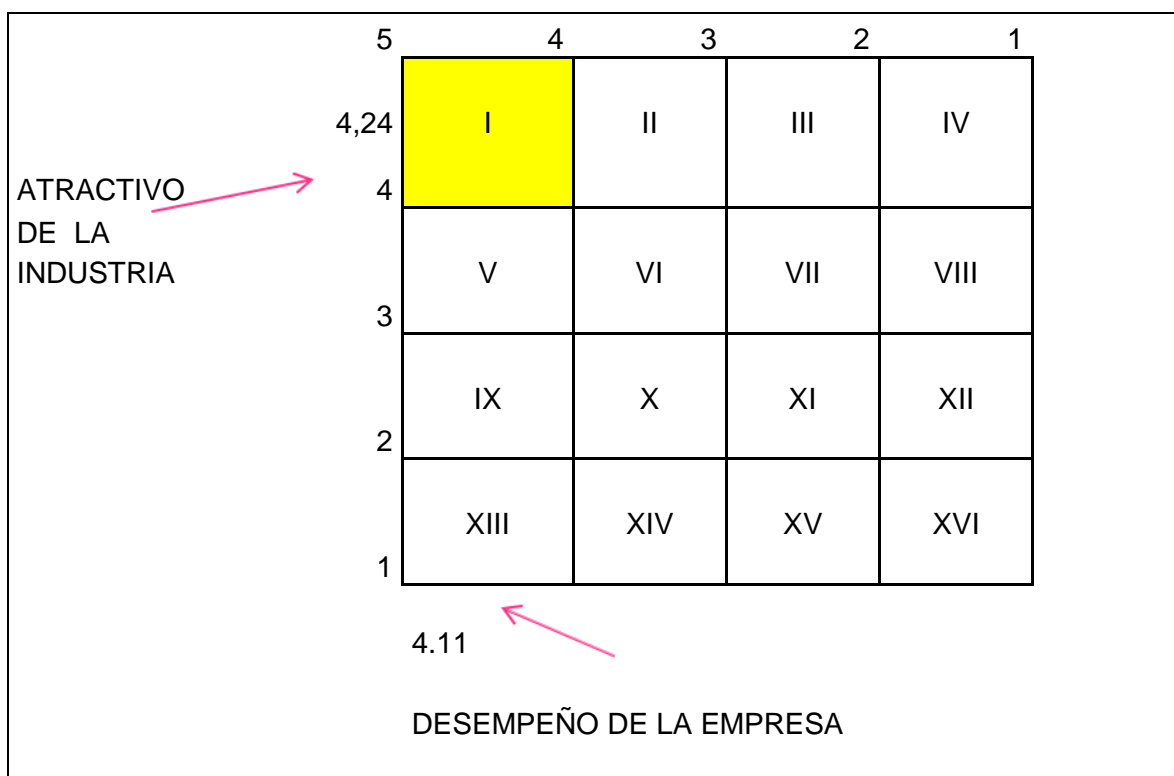 5 4 3 2 1
4,24 I II III IV
ATRACTIVO
4
DE LA
INDUSTRIA V VI VII VIII
3
IX X XI XII
2
XIII XIV XV XVI
1
4.11
DESEMPEÑO DE LA EMPRESA